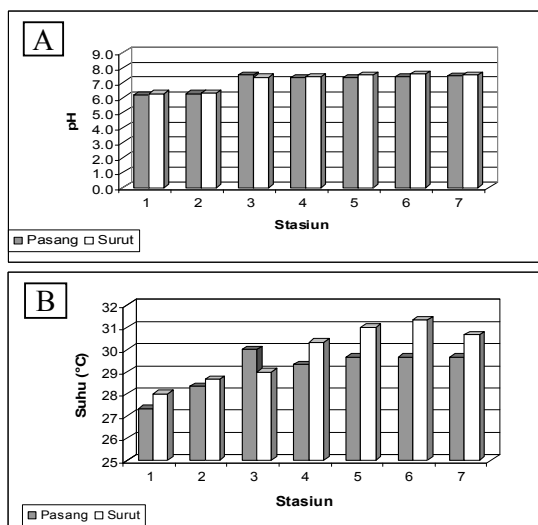 A
9.0
8.0
7.0
6.0
5.0
4.0
3.0
2.0
1.0
0.0
pH
1 2 3 4 5 6 7
Stasiun
Pasang Surut
B
32
31
30
29
28
27
26
25
Suhu (°C)
1 2 3 4 5 6 7
Stasiun
Pasang Surut